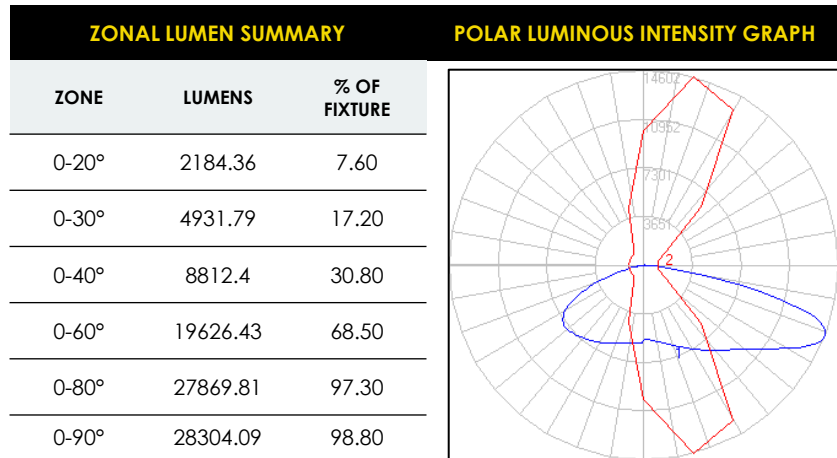 ZONAL LUMEN SUMMARY
POLAR LUMINOUS INTENSITY GRAPH
ZONE LUMENS % OF FIXTURE
0-20° 2184.36 7.60
0-30° 4931.79 17.20
0-40° 8812.4 30.80
0-60° 19626.43 68.50
0-80° 27869.81 97.30
0-90° 28304.09 98.80
14602
10952
7301
3651
2
1